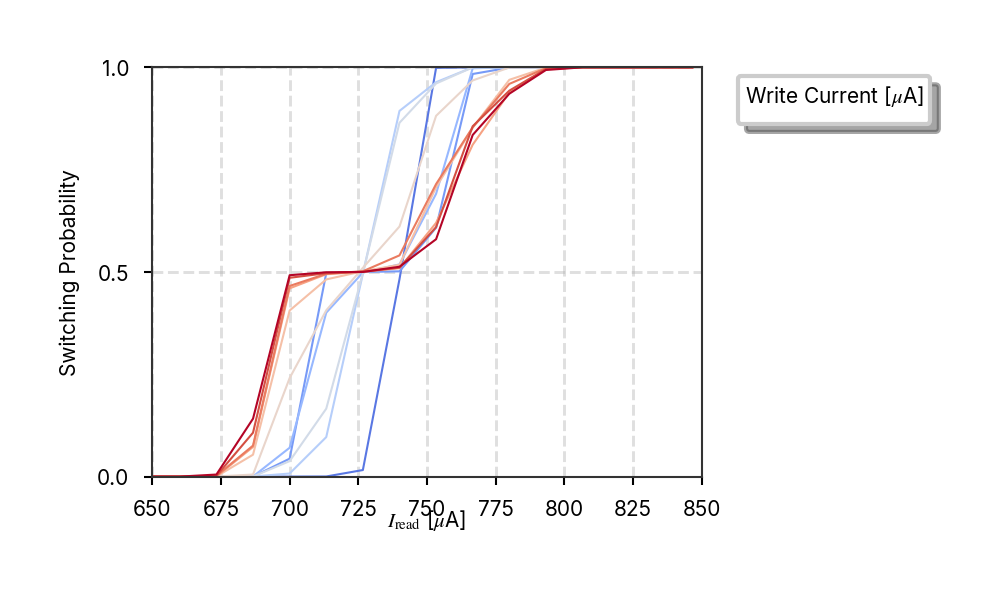 1.0
Write Current [μA]
Switching Probability
0.5
0.0
650 675 700 725 750 775 800 825 850
I_read [μA]